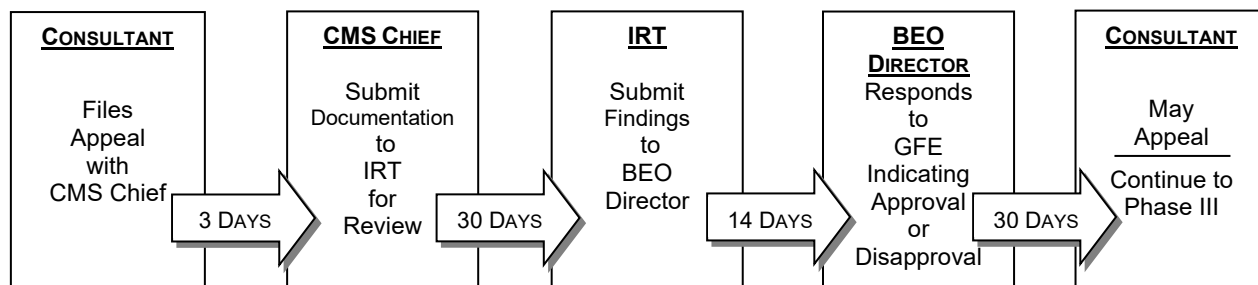 CONSULTANT
Files
Appeal
with
CMS Chief
3 DAYS
CMS CHIEF
Submit
Documentation
to
IRT
for
Review
30 DAYS
IRT
Submit
Findings
to
BEO
Director
14 DAYS
BEO
DIRECTOR
Responds
to
GFE
Indicating
Approval
or
Disapproval
30 DAYS
CONSULTANT
May
Appeal
Continue to
Phase III